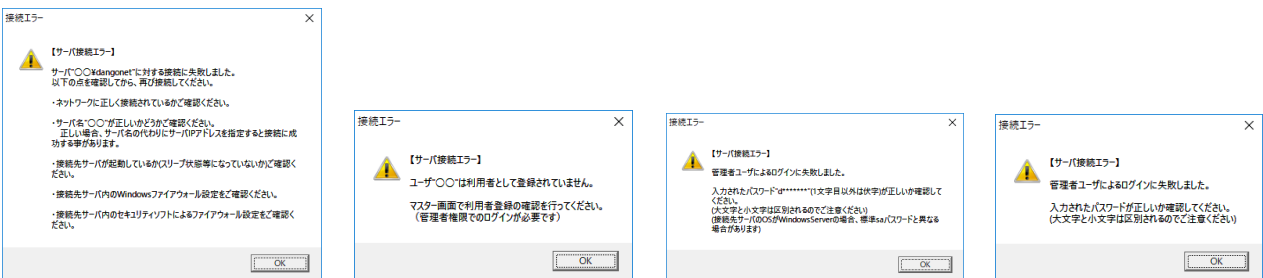 接続エラー
【サーバ接続エラー】
サーバ"〇〇¥dangonet"に対する接続に失敗しました。
以下の点を確認してから、再び接続してください。
・ネットワークに正しく接続されているかご確認ください。
・サーバ名"〇〇"が正しいかどうかご確認ください。
正しい場合、サーバ名の代わりにサーバIPアドレスを指定すると接続に成
功する事があります。
・接続先サーバが起動しているか(スリープ状態等になっていないか)ご確認く
ださい。
・接続先サーバ内のWindowsファイアウォール設定をご確認ください。
・接続先サーバ内のセキュリティソフトによるファイアウォール設定をご確認く
ださい。
OK
接続エラー
【サーバ接続エラー】
ユーザ"〇〇"は利用者として登録されていません。
マスター画面で利用者登録の確認を行ってください。
（管理者権限でのログインが必要です）
OK
接続エラー
【サーバ接続エラー】
管理者ユーザによるログインに失敗しました。
入力されたパスワード"d*******"(1文字目以外は伏字)が正しいか確認して
ください。
(大文字と小文字は区別されるのでご注意ください)
(接続先サーバのOSがWindowsServerの場合、標準saパスワードと異なる
場合があります)
OK
接続エラー
【サーバ接続エラー】
管理者ユーザによるログインに失敗しました。
入力されたパスワードが正しいか確認してください。
(大文字と小文字は区別されるのでご注意ください)
OK